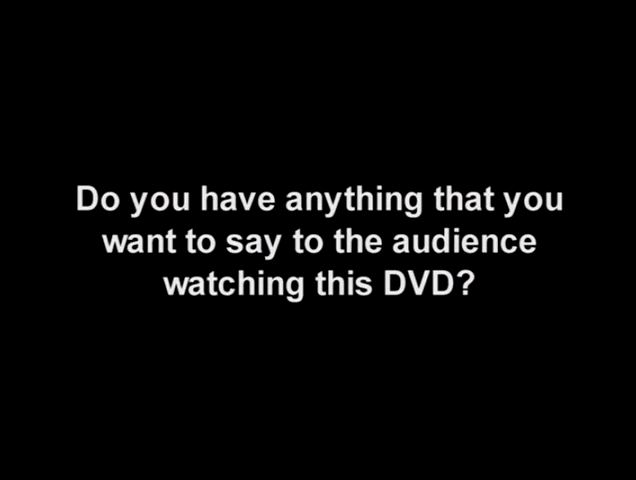 Do you have anything that you
want to say to the audience
watching this DVD?